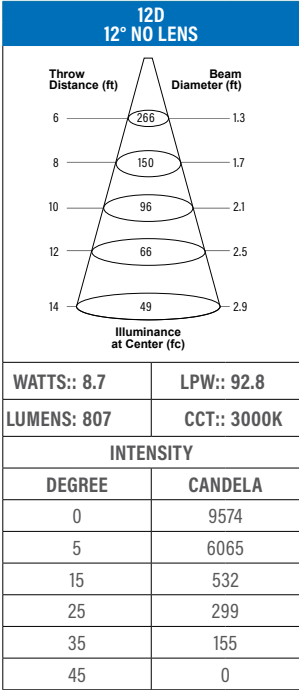 12D
12° NO LENS
Throw Beam
Distance (ft) Diameter (ft)
6 266 1.3
8 150 1.7
10 96 2.1
12 66 2.5
14 49 2.9
Illuminance
at Center (fc)
WATTS:: 8.7 LPW:: 92.8
LUMENS: 807 CCT:: 3000K
INTENSITY
DEGREE CANDELA
0 9574
5 6065
15 532
25 299
35 155
45 0